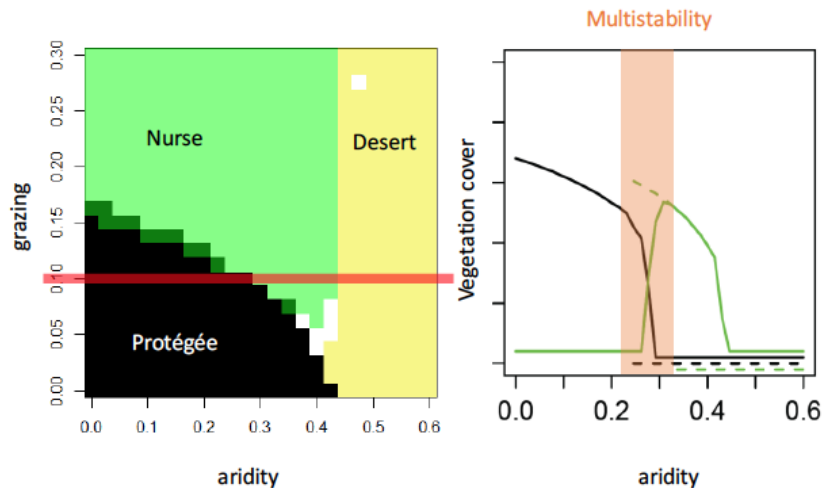 Multistability
grazing
0.00 0.05 0.10 0.15 0.20 0.25 0.30
Nurse
Desert
Protégée
0.0 0.1 0.2 0.3 0.4 0.5 0.6
aridity
Vegetation cover
0.0 0.2 0.4 0.6
aridity